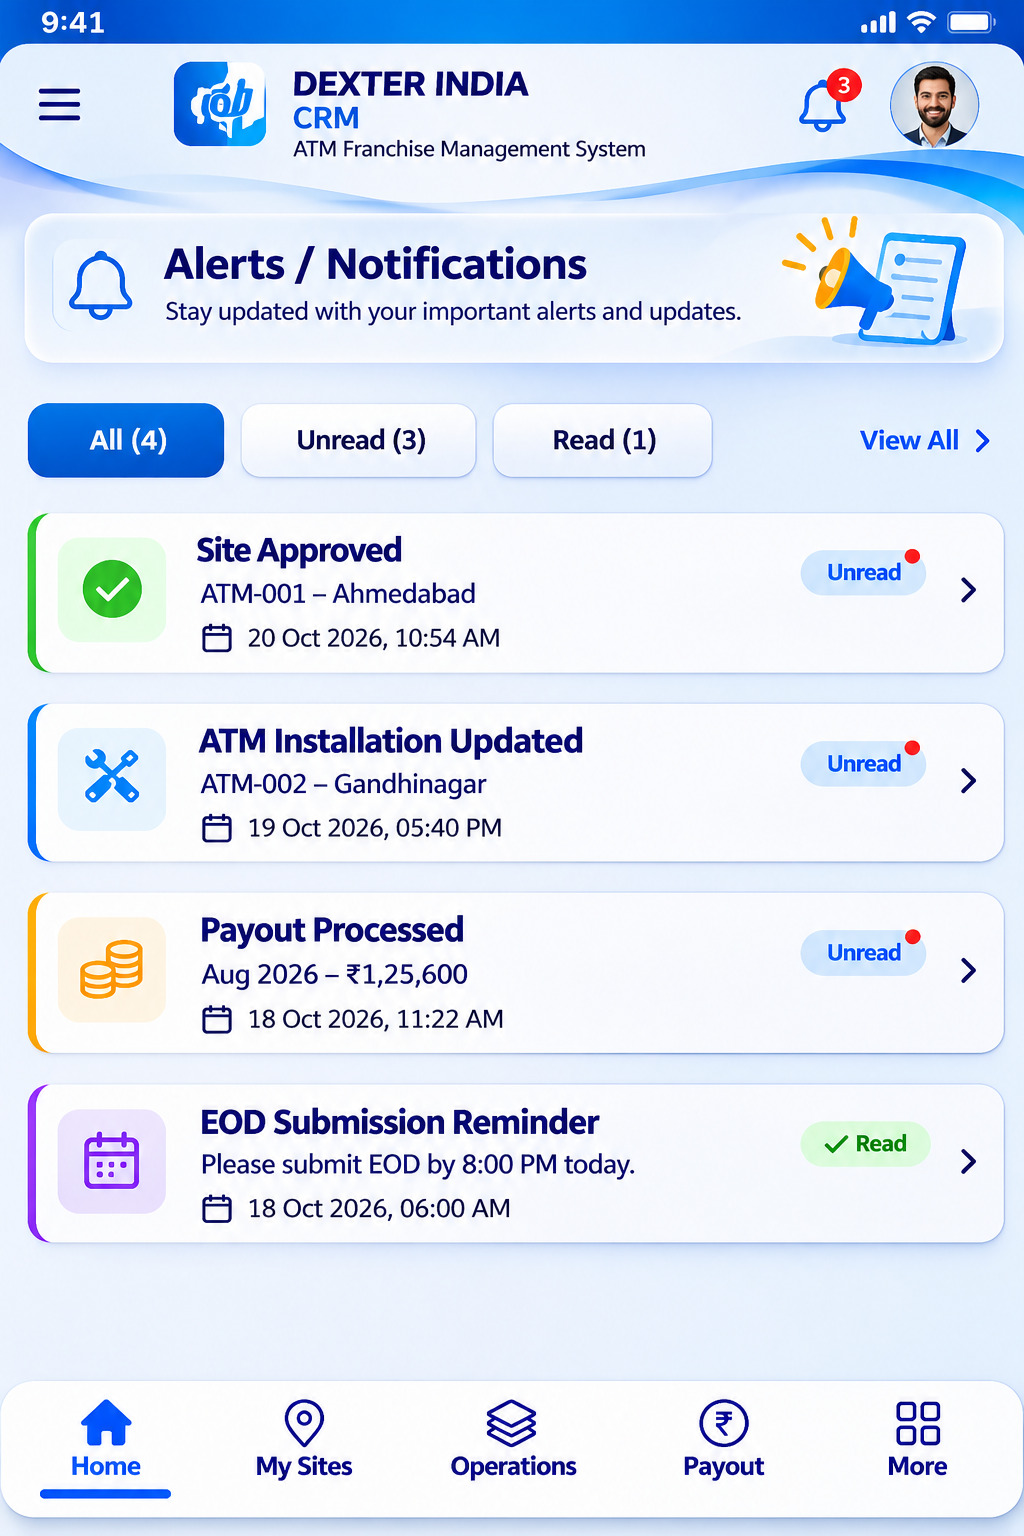 9:41
DEXTER INDIA
CRM
ATM Franchise Management System
3
Alerts / Notifications
Stay updated with your important alerts and updates.
All (4)
Unread (3)
Read (1)
View All
Site Approved
Unread
ATM-001 – Ahmedabad
20 Oct 2026, 10:54 AM
ATM Installation Updated
Unread
ATM-002 – Gandhinagar
19 Oct 2026, 05:40 PM
Payout Processed
Unread
Aug 2026 – ₹1,25,600
18 Oct 2026, 11:22 AM
EOD Submission Reminder
Read
Please submit EOD by 8:00 PM today.
18 Oct 2026, 06:00 AM
Home
My Sites
Operations
Payout
More